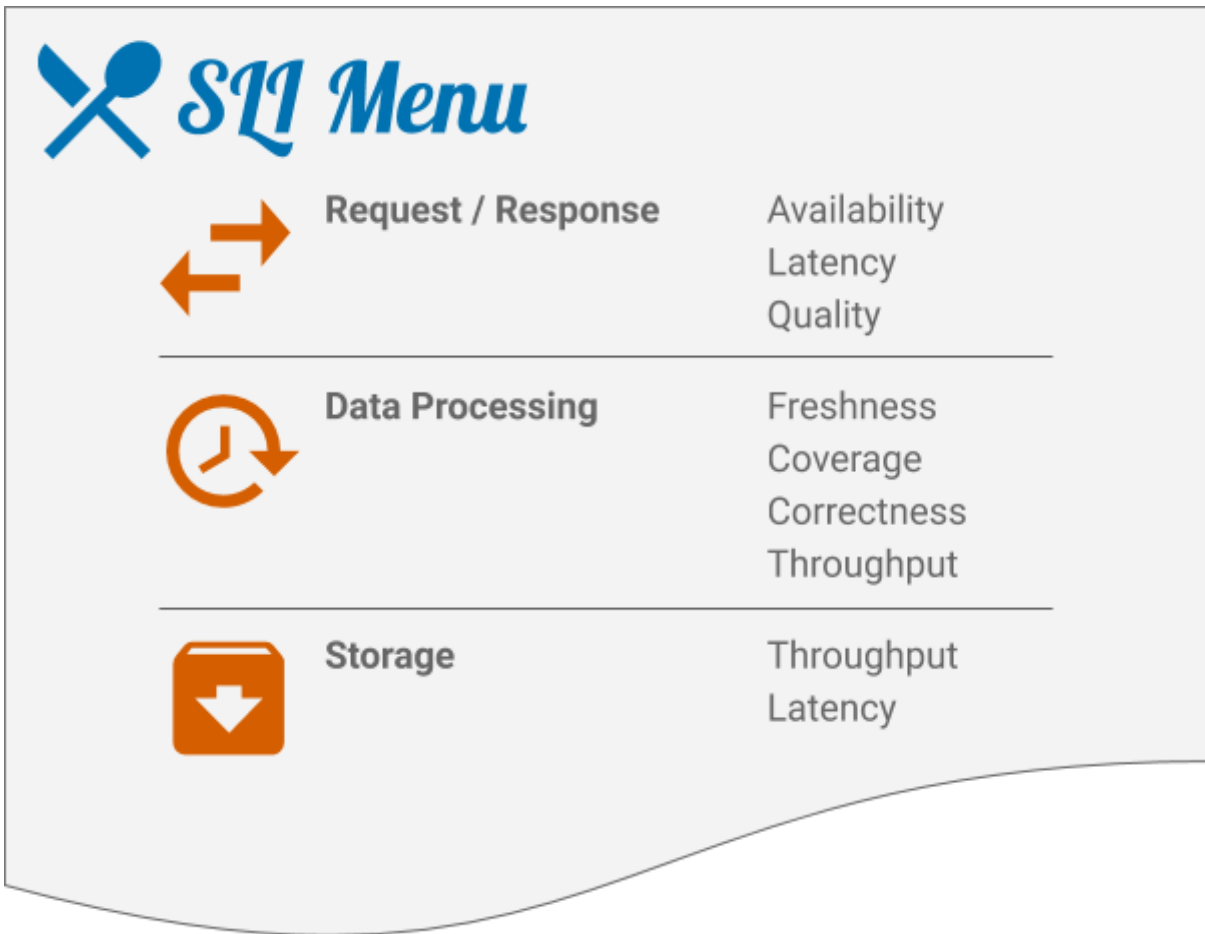 SLI Menu
Request / Response
Availability
Latency
Quality
Data Processing
Freshness
Coverage
Correctness
Throughput
Storage
Throughput
Latency